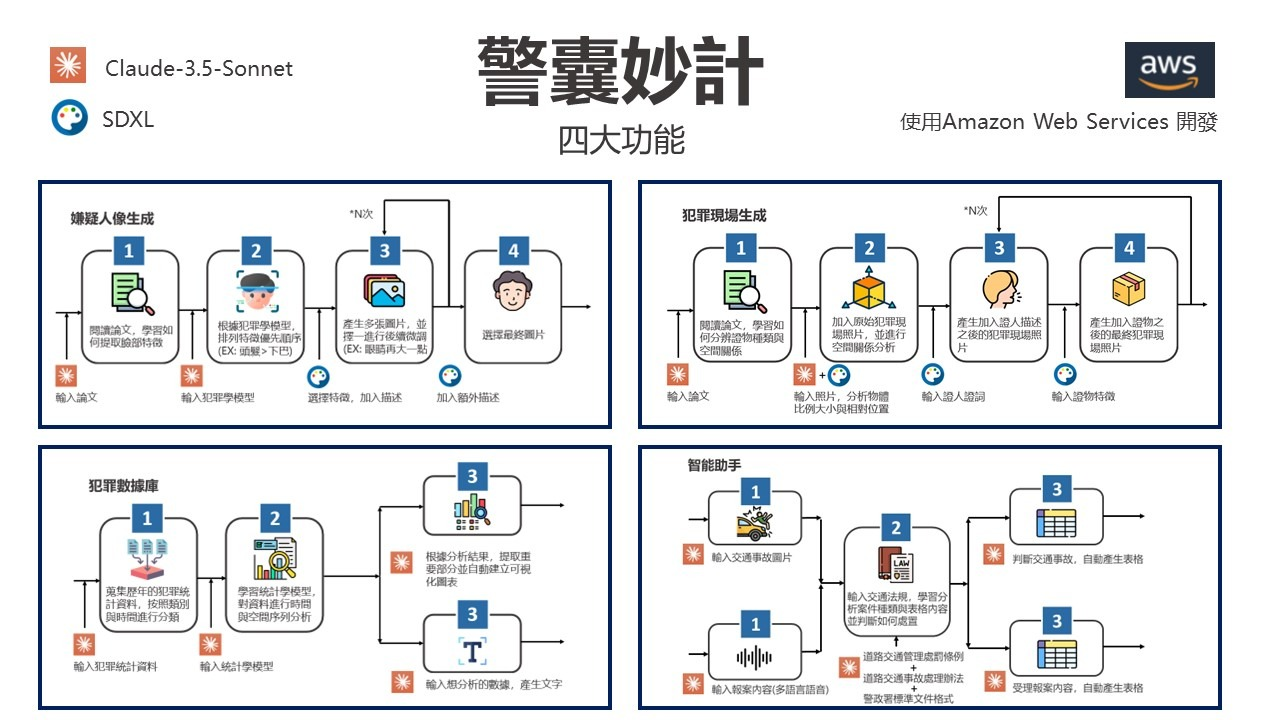 Claude-3.5-Sonnet
SDXL
警囊妙計
四大功能
aws
使用Amazon Web Services 開發
嫌疑人像生成
*N次
1
2
3
4
閱讀論文，學習如
何提取臉部特徵
根據犯罪學模型，
排列特徵優先順序
(EX: 頭髮>下巴)
產生多張圖片，並
擇一進行後續微調
(EX: 眼睛再大一點)
選擇最終圖片
輸入論文
輸入犯罪學模型
選擇特徵，加入描述
加入額外描述
犯罪現場生成
*N次
1
2
3
4
閱讀論文，學習如
何分辨證物種類與
空間關係
加入原始犯罪現
場照片，並進行
空間關係分析
產生加入證人描述
之後的犯罪現場照
片
產生加入證物之
後的最終犯罪現
場照片
+
輸入論文
輸入照片，分析物體
比例大小與相對位置
輸入證人證詞
輸入證物特徵
犯罪數據庫
1
2
3
蒐集歷年的犯罪統
計資料，按照類別
與時間進行分類
學習統計學模型，
對資料進行時間
與空間序列分析
根據分析結果，提取重
要部分並自動建立可視
化圖表
輸入犯罪統計資料
輸入統計學模型
3
T
輸入想分析的數據，產生文字
智能助手
1
輸入交通事故圖片
1
輸入報案內容(多語言語音)
2
LAW
輸入交通法規，學習分
析案件種類與表格內容
並判斷如何處置
道路交通管理處罰條例
+
道路交通事故處理辦法
+
警政署標準文件格式
3
判斷交通事故，自動產生表格
3
受理報案內容，自動產生表格